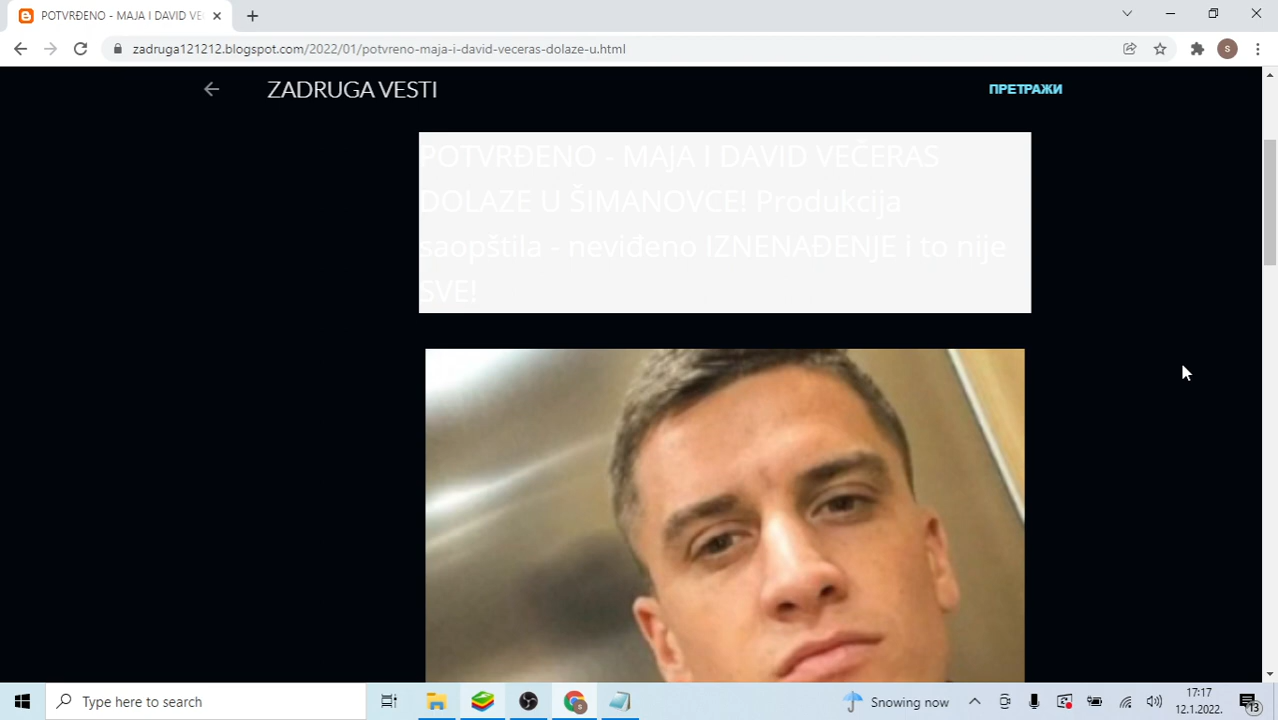 POTVRĐENO - MAJA I DAVID VE
zadruga121212.blogspot.com/2022/01/potvreno-maja-i-david-veceras-dolaze-u.html
S
ZADRUGA VESTI
ПРЕТРАЖИ
POTVRĐENO - MAJA I DAVID VEČERAS
DOLAZE U ŠIMANOVCE! Produkcija
saopštila - neviđeno IZNENAĐENJE i to nije
SVE!
Type here to search
Snowing now
17:17
12.1.2022.
13